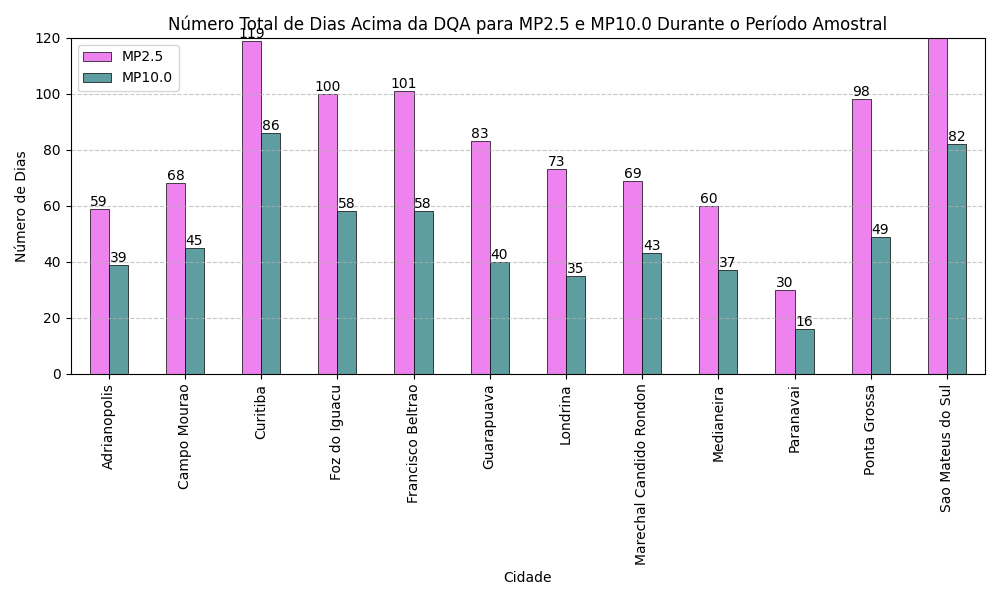 Número Total de Dias Acima da DQA para MP2.5 e MP10.0 Durante o Período Amostral
MP2.5
MP10.0
Número de Dias
120
100
80
60
40
20
0
59
39
68
45
119
86
100
58
101
58
83
40
73
35
69
43
60
37
30
16
98
49
82
Adrianopolis
Campo Mourao
Curitiba
Foz do Iguacu
Francisco Beltrao
Guarapuava
Londrina
Marechal Candido Rondon
Medianeira
Paranavai
Ponta Grossa
Sao Mateus do Sul
Cidade